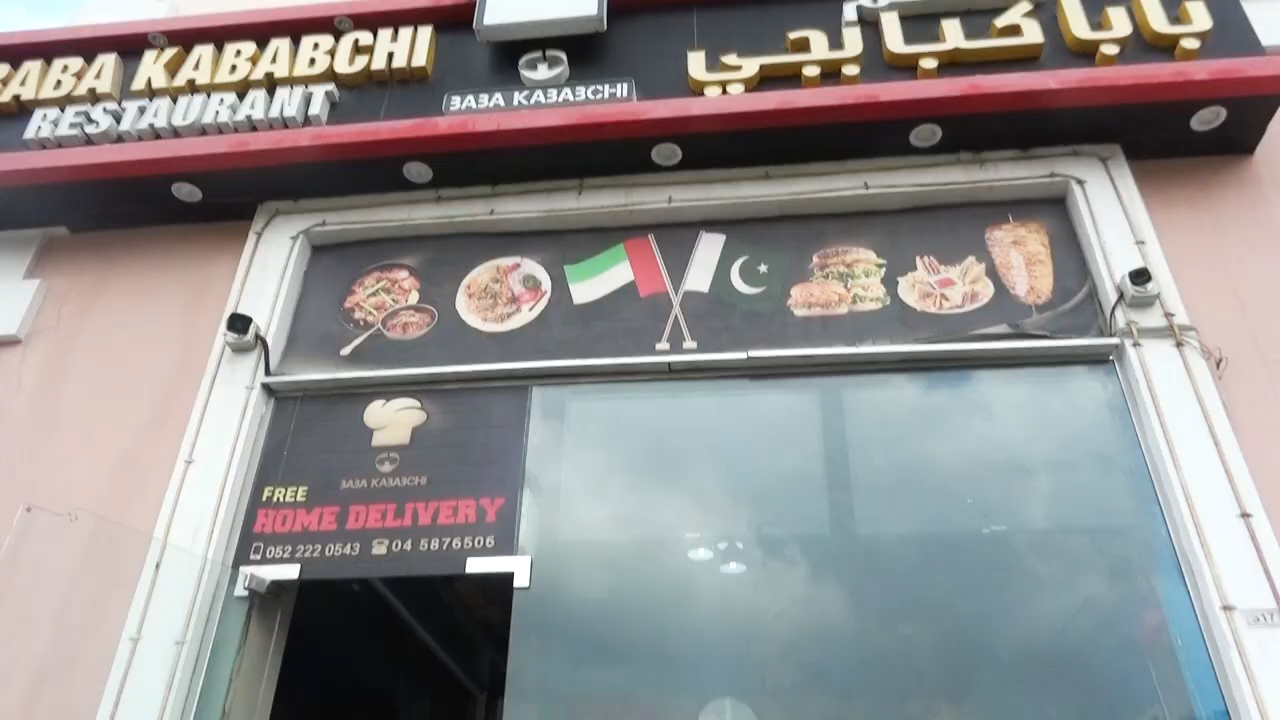 BABA KABABCHI
RESTAURANT
BABA KABABCHI
بابا كبابجي
BABA KABABCHI
FREE
HOME DELIVERY
052 222 0543 04 5876506